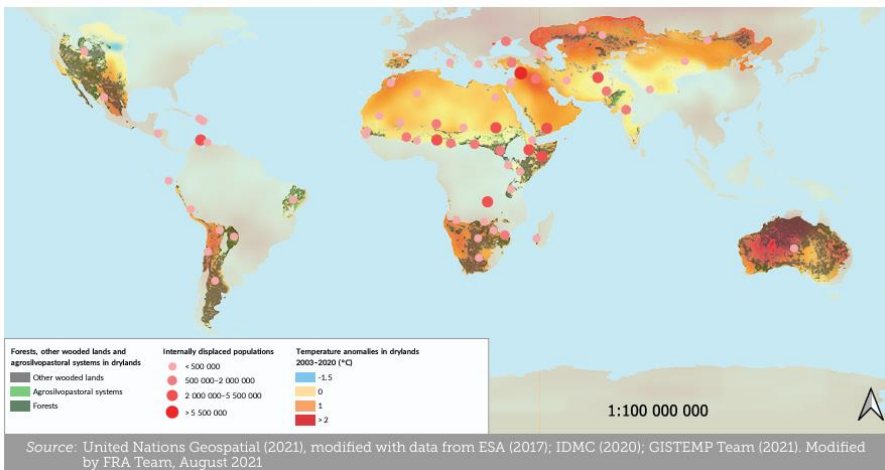 Forests, other wooded lands and
agrosilvopastoral systems in drylands
Other wooded lands
Agrosilvopastoral systems
Forests
Internally displaced populations
< 500 000
500 000–2 000 000
2 000 000–5 500 000
> 5 500 000
Temperature anomalies in drylands
2003–2020 (°C)
-1.5
0
1
> 2
1:100 000 000
Source: United Nations Geospatial (2021), modified with data from ESA (2017); IDMC (2020); GISTEMP Team (2021). Modified
by FRA Team, August 2021